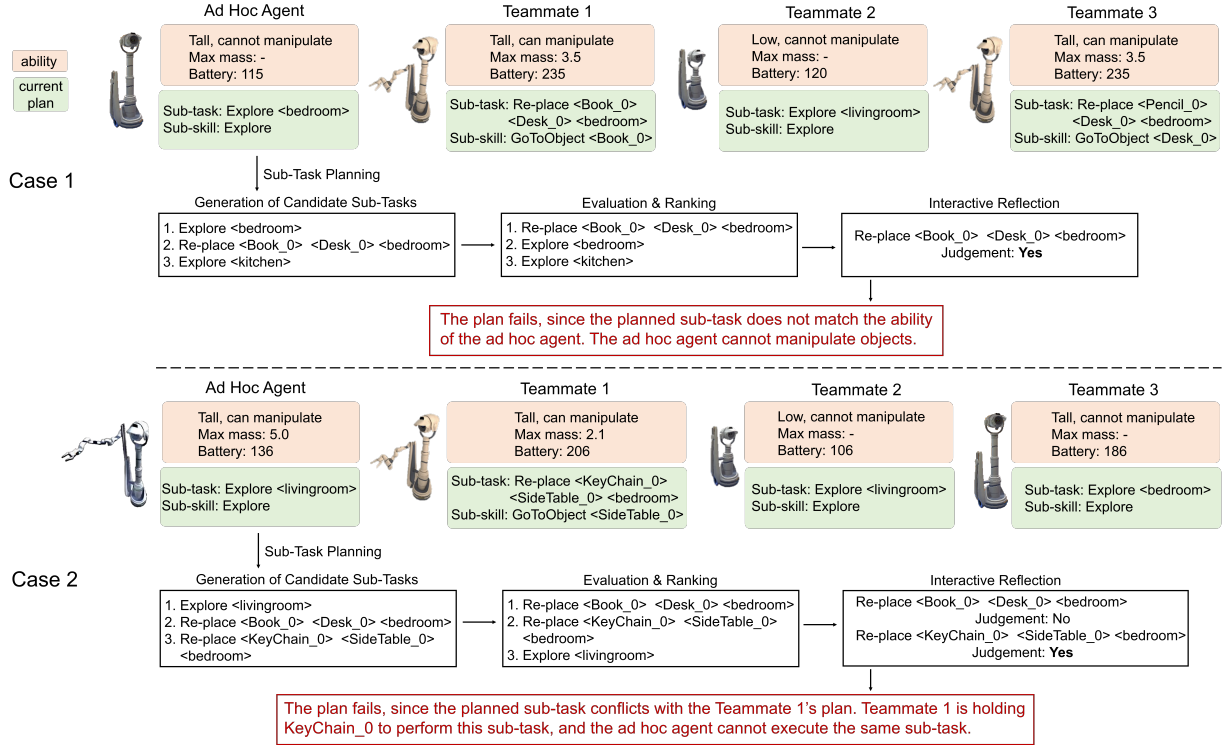 Ad Hoc Agent
Teammate 1
Teammate 2
Teammate 3
ability
current
plan
Tall, cannot manipulate
Max mass: -
Battery: 115
Sub-task: Explore <bedroom>
Sub-skill: Explore
Tall, can manipulate
Max mass: 3.5
Battery: 235
Sub-task: Re-place <Book_0>
<Desk_0> <bedroom>
Sub-skill: GoToObject <Book_0>
Low, cannot manipulate
Max mass: -
Battery: 120
Sub-task: Explore <livingroom>
Sub-skill: Explore
Tall, can manipulate
Max mass: 3.5
Battery: 235
Sub-task: Re-place <Pencil_0>
<Desk_0> <bedroom>
Sub-skill: GoToObject <Desk_0>
Case 1
Sub-Task Planning
Generation of Candidate Sub-Tasks
1. Explore <bedroom>
2. Re-place <Book_0> <Desk_0> <bedroom>
3. Explore <kitchen>
Evaluation & Ranking
1. Re-place <Book_0> <Desk_0> <bedroom>
2. Explore <bedroom>
3. Explore <kitchen>
Interactive Reflection
Re-place <Book_0> <Desk_0> <bedroom>
Judgement: Yes
The plan fails, since the planned sub-task does not match the ability
of the ad hoc agent. The ad hoc agent cannot manipulate objects.
Ad Hoc Agent
Teammate 1
Teammate 2
Teammate 3
Tall, can manipulate
Max mass: 5.0
Battery: 136
Sub-task: Explore <livingroom>
Sub-skill: Explore
Tall, can manipulate
Max mass: 2.1
Battery: 206
Sub-task: Re-place <KeyChain_0>
<SideTable_0> <bedroom>
Sub-skill: GoToObject <SideTable_0>
Low, cannot manipulate
Max mass: -
Battery: 106
Sub-task: Explore <livingroom>
Sub-skill: Explore
Tall, cannot manipulate
Max mass: -
Battery: 186
Sub-task: Explore <bedroom>
Sub-skill: Explore
Case 2
Sub-Task Planning
Generation of Candidate Sub-Tasks
1. Explore <livingroom>
2. Re-place <Book_0> <Desk_0> <bedroom>
3. Re-place <KeyChain_0> <SideTable_0>
<bedroom>
Evaluation & Ranking
1. Re-place <Book_0> <Desk_0> <bedroom>
2. Re-place <KeyChain_0> <SideTable_0>
<bedroom>
3. Explore <livingroom>
Interactive Reflection
Re-place <Book_0> <Desk_0> <bedroom>
Judgement: No
Re-place <KeyChain_0> <SideTable_0> <bedroom>
Judgement: Yes
The plan fails, since the planned sub-task conflicts with the Teammate 1's plan. Teammate 1 is holding
KeyChain_0 to perform this sub-task, and the ad hoc agent cannot execute the same sub-task.